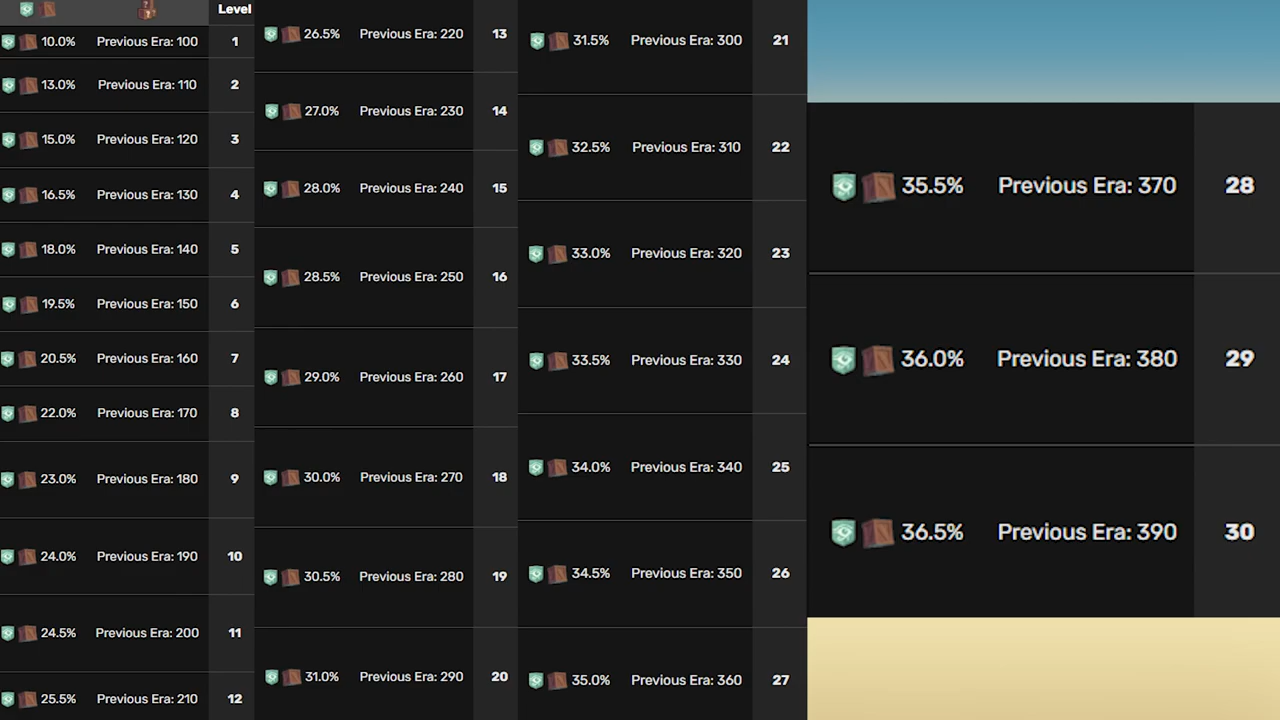 Level
10.0% Previous Era: 100 1
13.0% Previous Era: 110 2
15.0% Previous Era: 120 3
16.5% Previous Era: 130 4
18.0% Previous Era: 140 5
19.5% Previous Era: 150 6
20.5% Previous Era: 160 7
22.0% Previous Era: 170 8
23.0% Previous Era: 180 9
24.0% Previous Era: 190 10
24.5% Previous Era: 200 11
25.5% Previous Era: 210 12
26.5% Previous Era: 220 13
27.0% Previous Era: 230 14
28.0% Previous Era: 240 15
28.5% Previous Era: 250 16
29.0% Previous Era: 260 17
30.0% Previous Era: 270 18
30.5% Previous Era: 280 19
31.0% Previous Era: 290 20
31.5% Previous Era: 300 21
32.5% Previous Era: 310 22
33.0% Previous Era: 320 23
33.5% Previous Era: 330 24
34.0% Previous Era: 340 25
34.5% Previous Era: 350 26
35.0% Previous Era: 360 27
35.5% Previous Era: 370 28
36.0% Previous Era: 380 29
36.5% Previous Era: 390 30